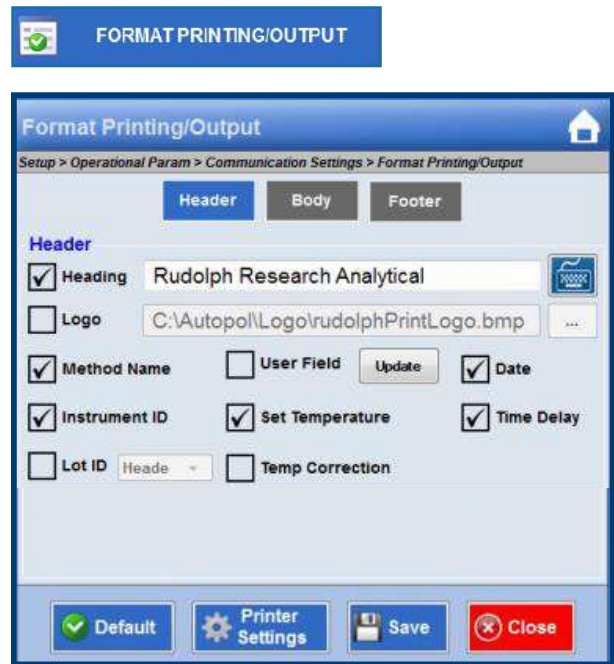 FORMAT PRINTING/OUTPUT
Format Printing/Output
Setup > Operational Param > Communication Settings > Format Printing/Output
Header Body Footer
Header
Heading Rudolph Research Analytical
Logo C:\Autopol\Logo\rudolphPrintLogo.bmp ...
Method Name User Field Update Date
Instrument ID Set Temperature Time Delay
Lot ID Heade Temp Correction
Default Printer Settings Save Close